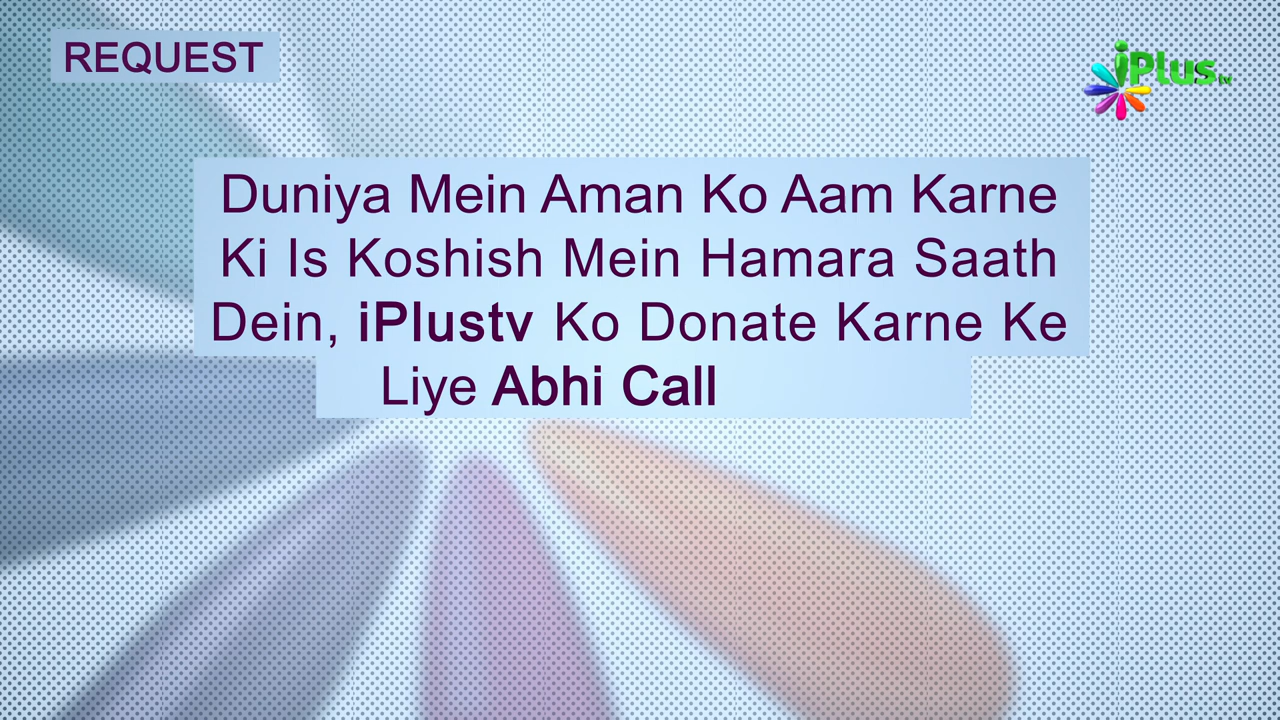 REQUEST
iPlus tv
Duniya Mein Aman Ko Aam Karne
Ki Is Koshish Mein Hamara Saath
Dein, iPlustv Ko Donate Karne Ke
Liye Abhi Call